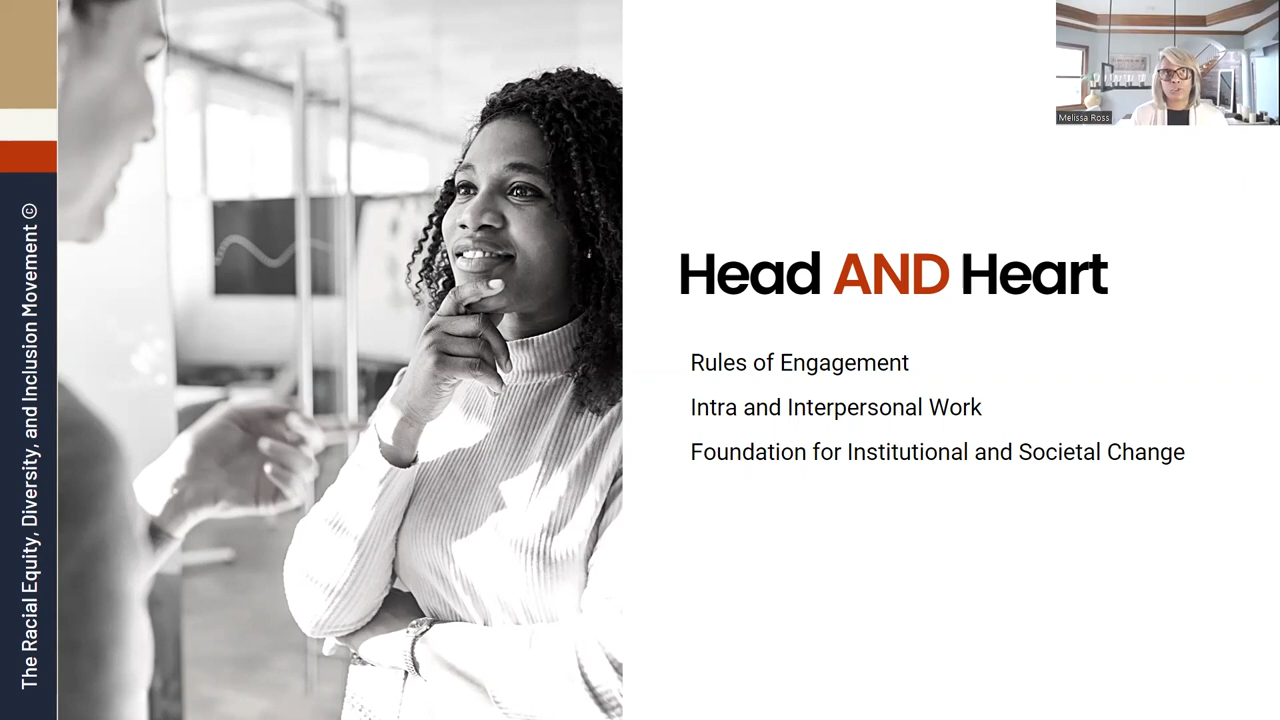 The Racial Equity, Diversity, and Inclusion Movement ©
Melissa Ross
Head AND Heart
Rules of Engagement
Intra and Interpersonal Work
Foundation for Institutional and Societal Change